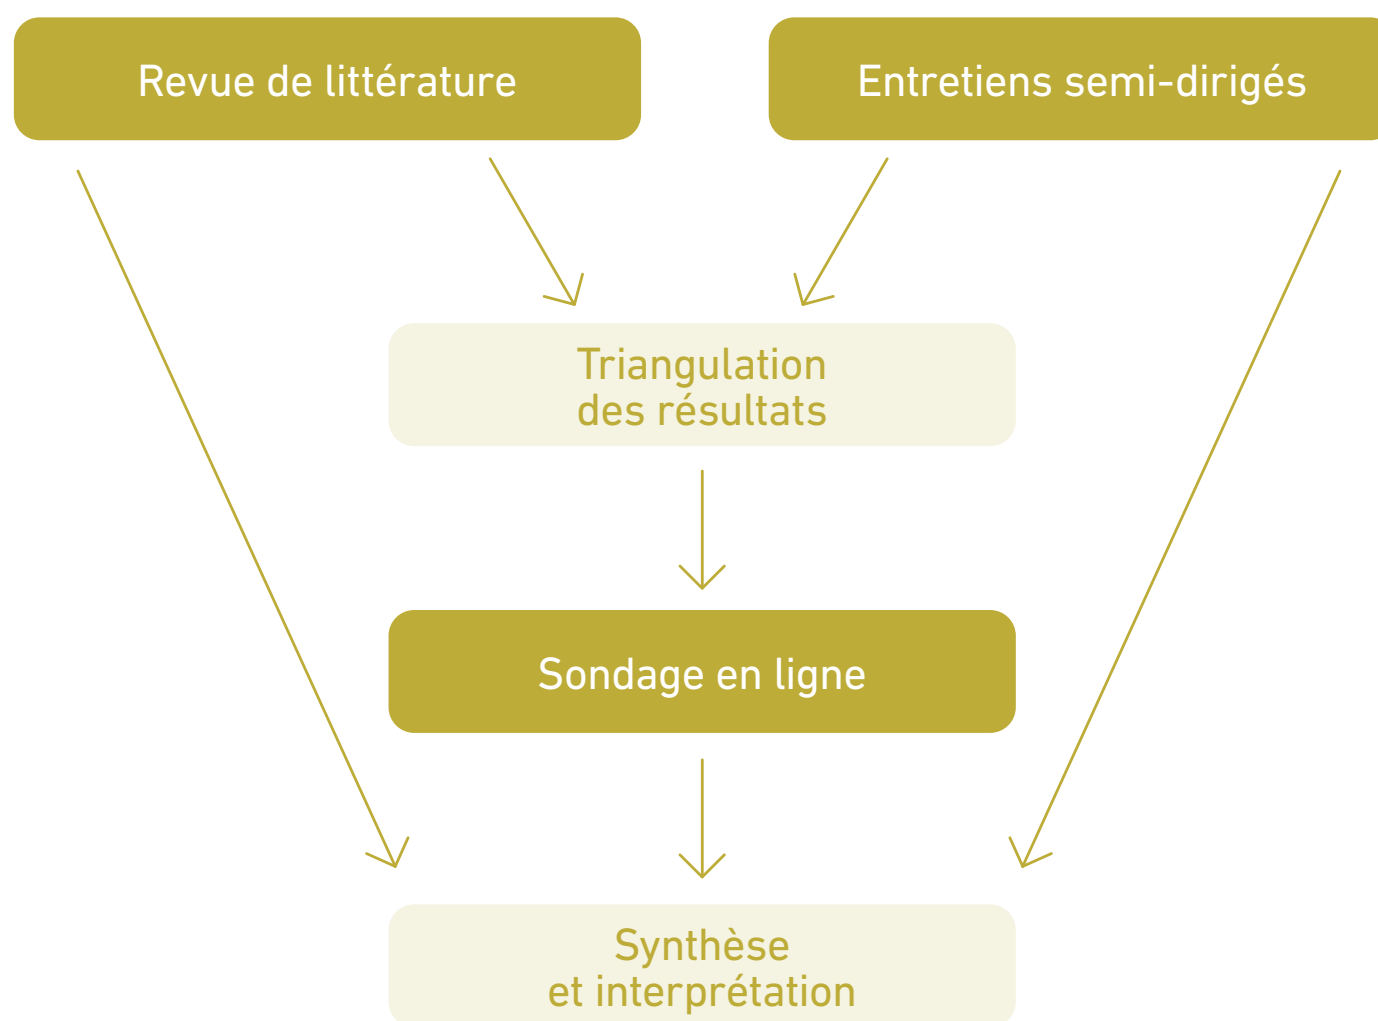 Revue de littérature
Entretiens semi-dirigés
Triangulation
des résultats
Sondage en ligne
Synthèse
et interprétation